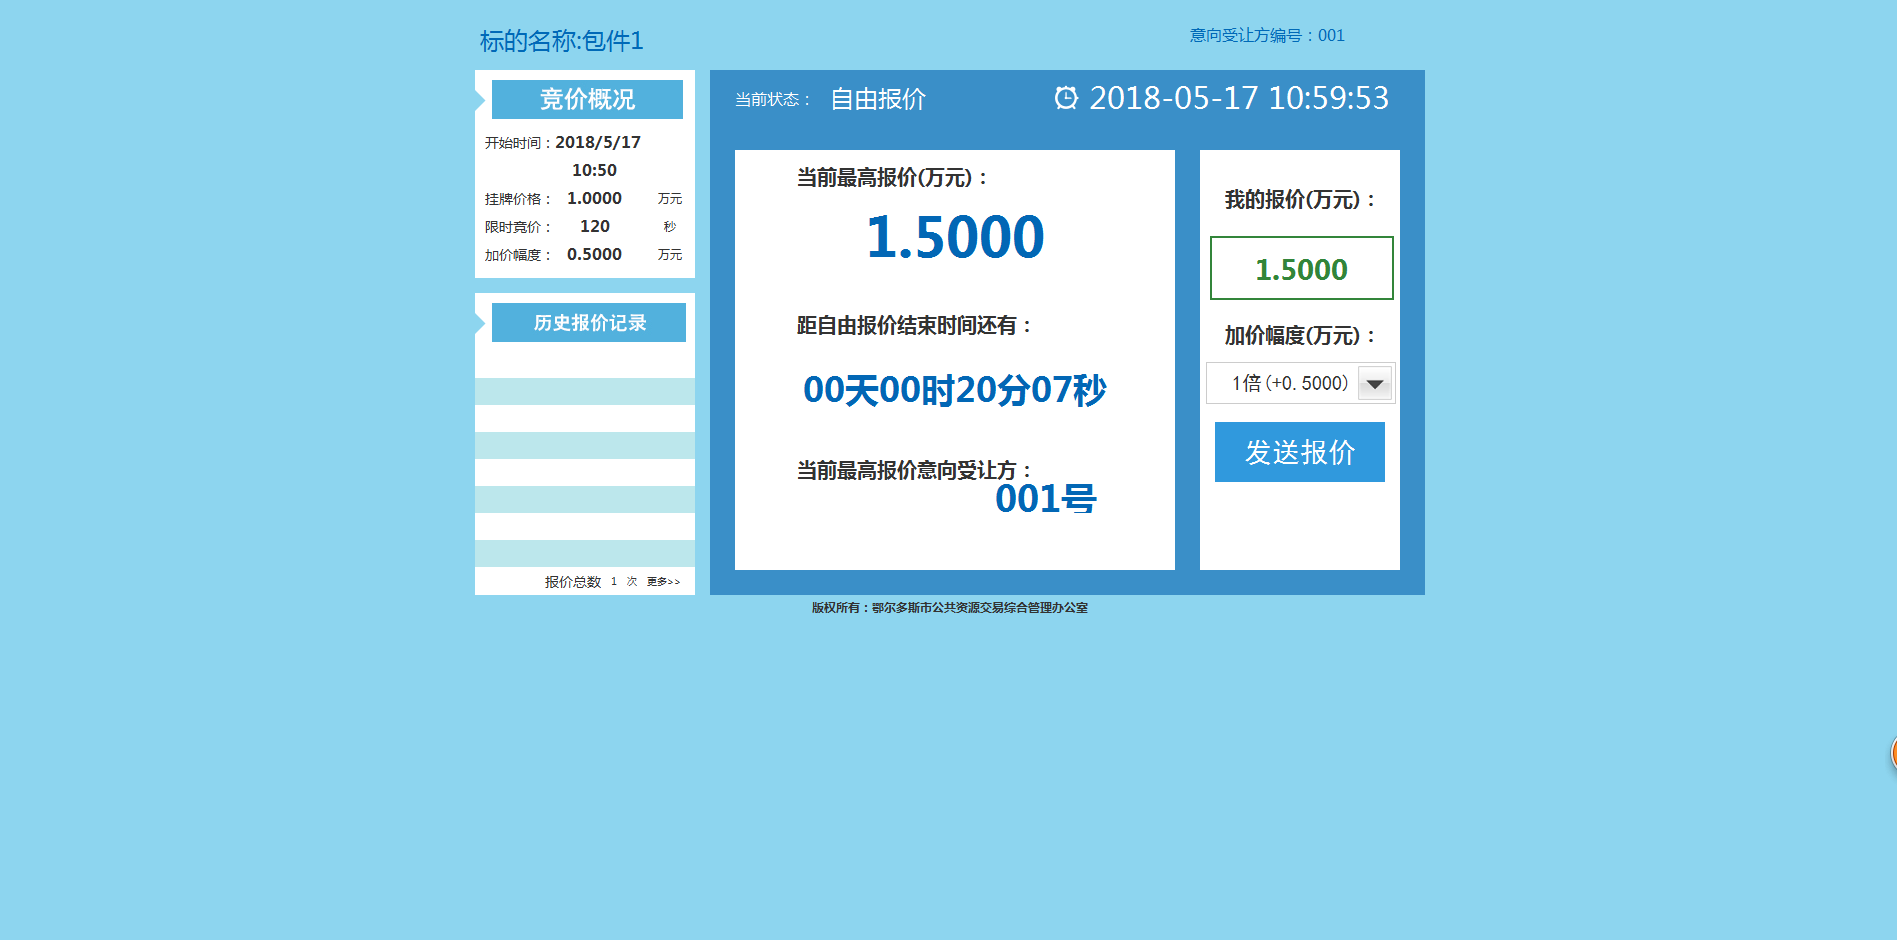 标的名称:包件1
意向受让方编号：001
竞价概况
开始时间：2018/5/17
10:50
挂牌价格： 1.0000 万元
限时竞价： 120 秒
加价幅度： 0.5000 万元
历史报价记录
报价总数 1 次 更多>>
当前状态： 自由报价
2018-05-17 10:59:53
当前最高报价(万元)：
1.5000
距自由报价结束时间还有：
00天00时20分07秒
当前最高报价意向受让方：
001号
我的报价(万元)：
1.5000
加价幅度(万元)：
1倍(+0.5000)
发送报价
版权所有：鄂尔多斯市公共资源交易综合管理办公室